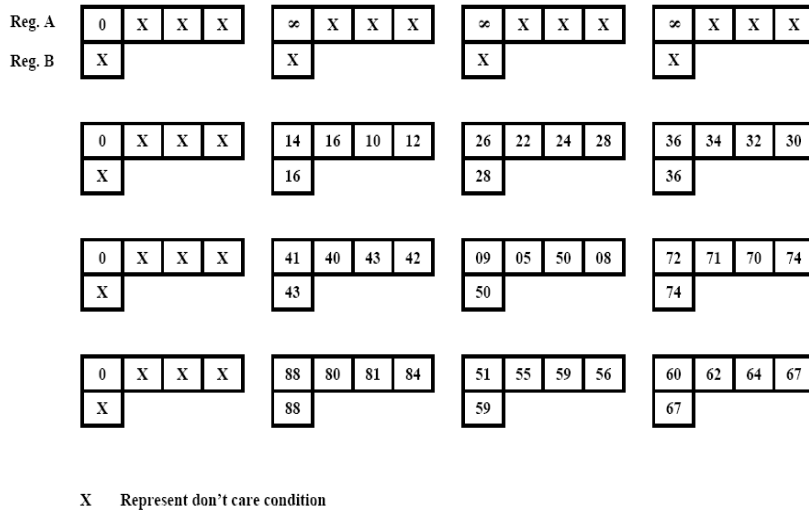 Reg. A 0 X X X ∞ X X X ∞ X X X ∞ X X X
Reg. B X X X X
0 X X X 14 16 10 12 26 22 24 28 36 34 32 30
X 16 28 36
0 X X X 41 40 43 42 09 05 50 08 72 71 70 74
X 43 50 74
0 X X X 88 80 81 84 51 55 59 56 60 62 64 67
X 88 59 67
X Represent don't care condition